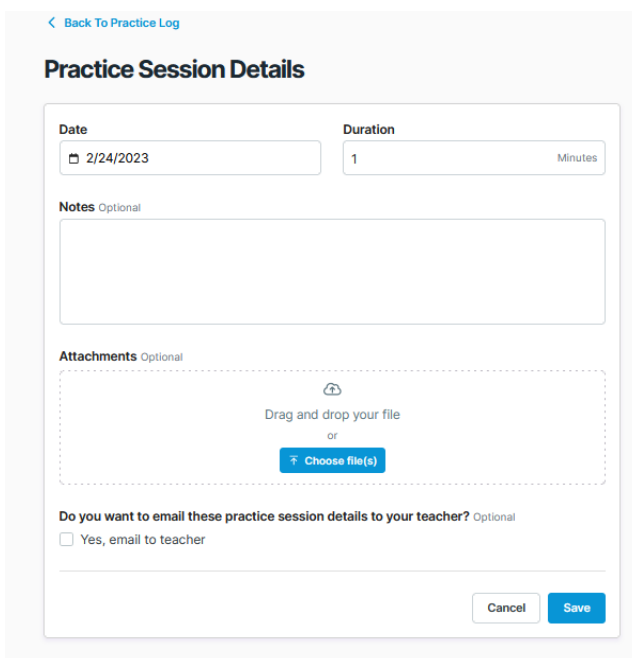 Back To Practice Log
Practice Session Details
Date
Duration
2/24/2023
1 Minutes
Notes Optional
Attachments Optional
Drag and drop your file
or
Choose file(s)
Do you want to email these practice session details to your teacher? Optional
Yes, email to teacher
Cancel Save